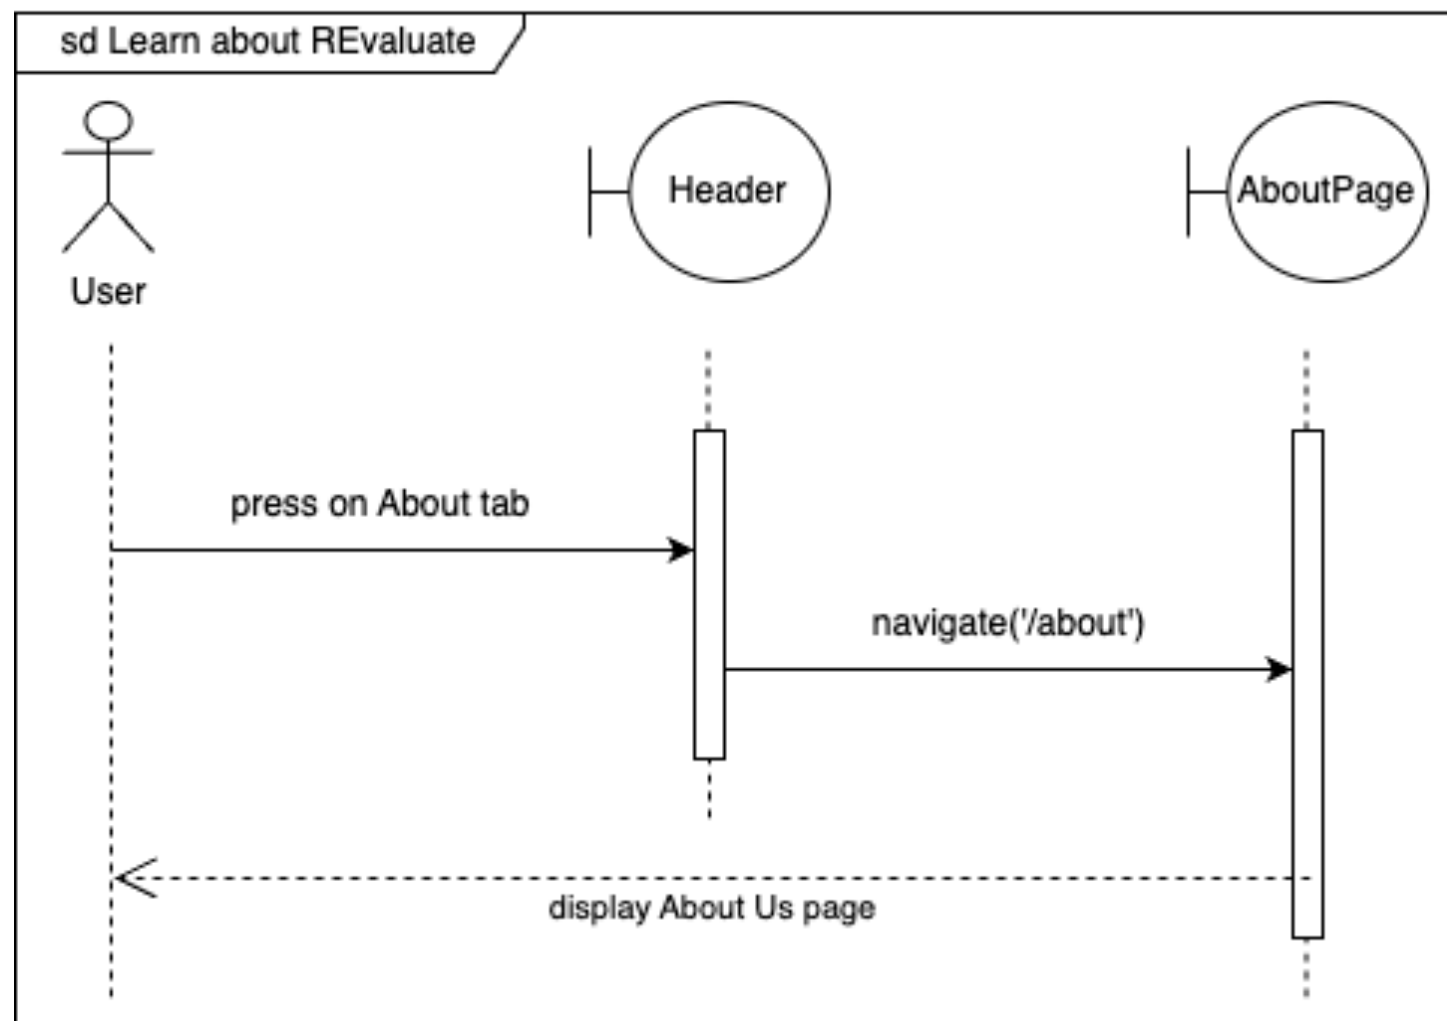 sd Learn about REvaluate
Header
AboutPage
User
press on About tab
navigate('/about')
display About Us page